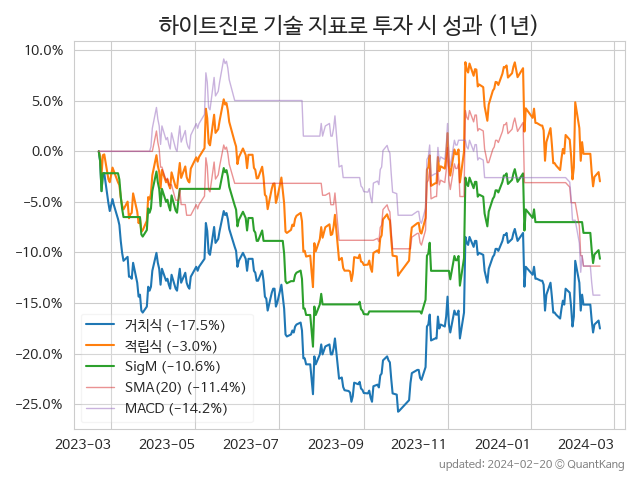 하이트진로 기술 지표로 투자 시 성과 (1년)
10.0%
5.0%
0.0%
−5.0%
−10.0%
−15.0%
−20.0%
−25.0%
거치식 (−17.5%)
적립식 (−3.0%)
SigM (−10.6%)
SMA(20) (−11.4%)
MACD (−14.2%)
2023-03 2023-05 2023-07 2023-09 2023-11 2024-01 2024-03
updated: 2024-02-20 © QuantKang